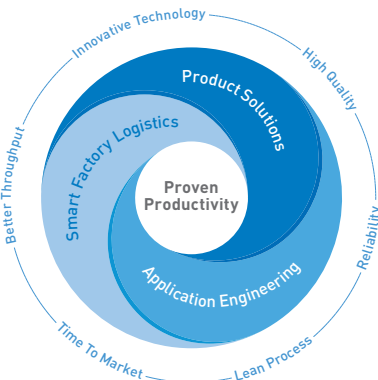 Innovative Technology
High Quality
Reliability
Lean Process
Time To Market
Better Throughput
Product Solutions
Application Engineering
Smart Factory Logistics
Proven
Productivity